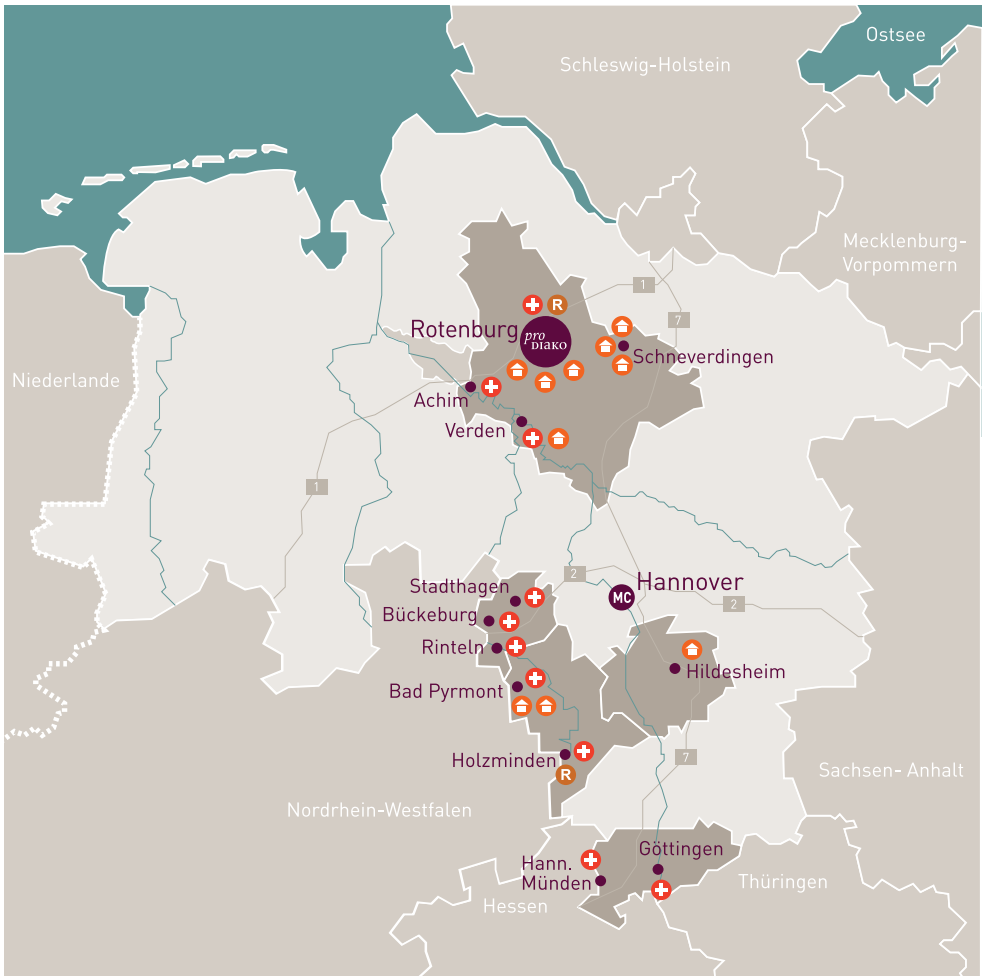 Ostsee
Schleswig-Holstein
Mecklenburg-
Vorpommern
1
7
R
Rotenburg
pro
DIAKO
Schneverdingen
Niederlande
Achim
Verden
1
2
Hannover
MC
2
Stadthagen
Bückeburg
Rinteln
Hildesheim
Bad Pyrmont
Holzminden
R
7
Sachsen- Anhalt
Nordrhein-Westfalen
Göttingen
Hann.
Münden
Thüringen
Hessen